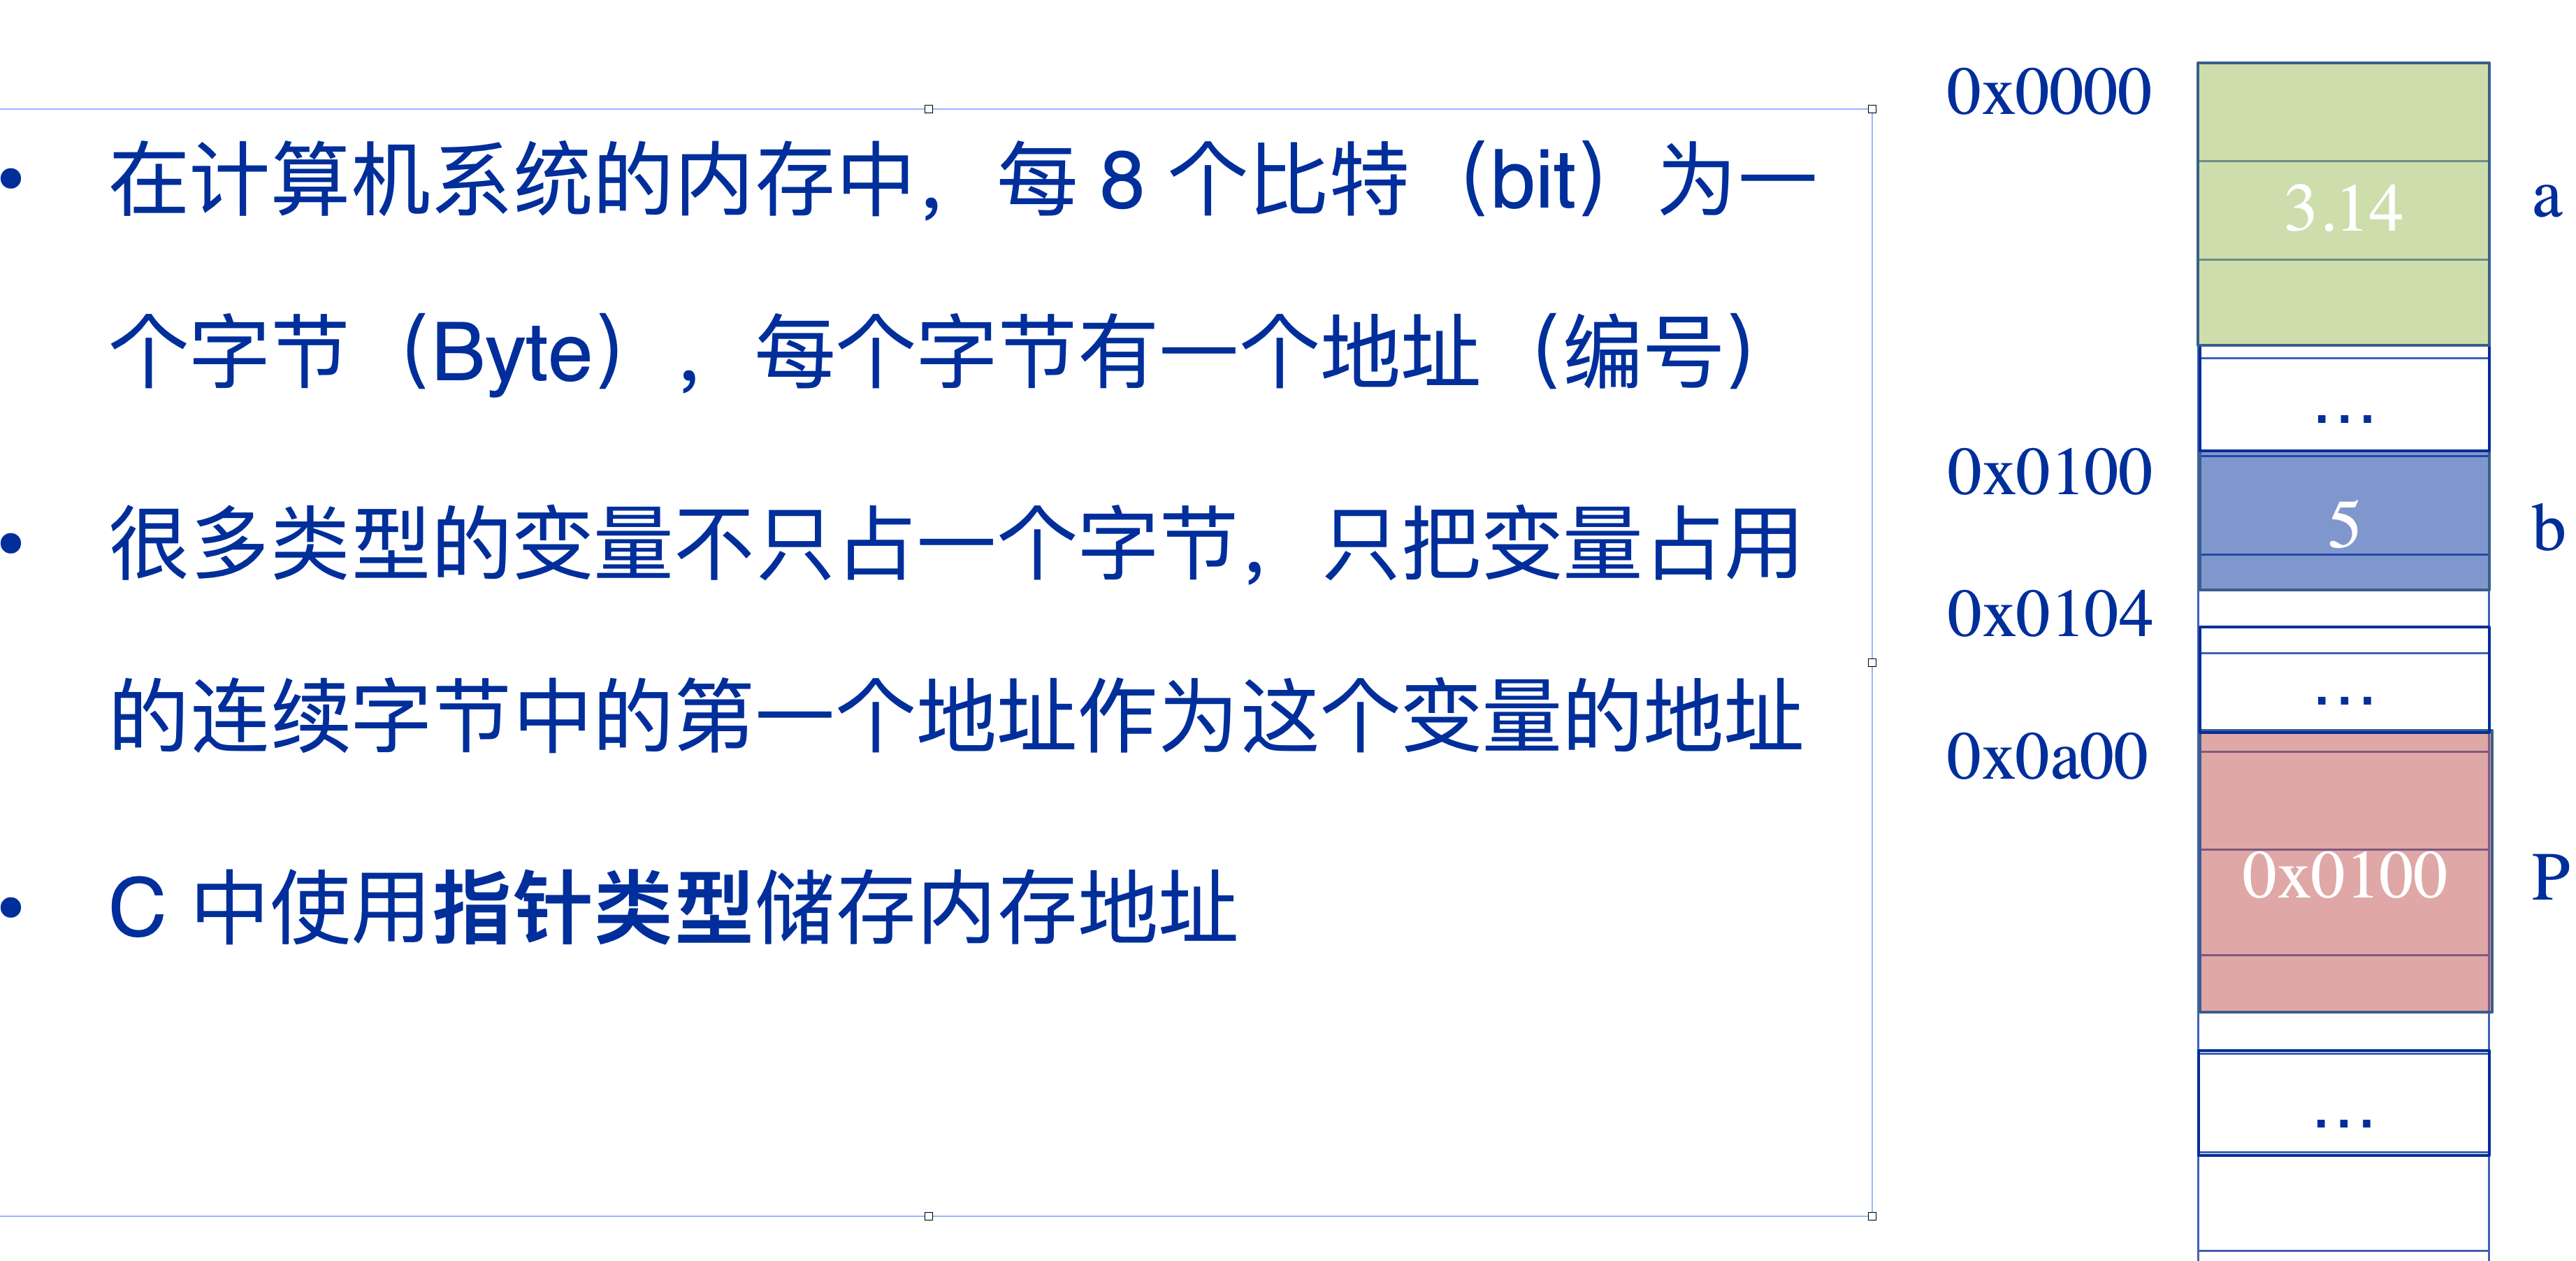 • 在计算机系统的内存中，每 8 个比特（bit）为一
个字节（Byte），每个字节有一个地址（编号）
• 很多类型的变量不只占一个字节，只把变量占用
的连续字节中的第一个地址作为这个变量的地址
• C 中使用指针类型储存内存地址
0x0000
3.14
a
...
0x0100
5
b
0x0104
...
0x0a00
0x0100
P
...